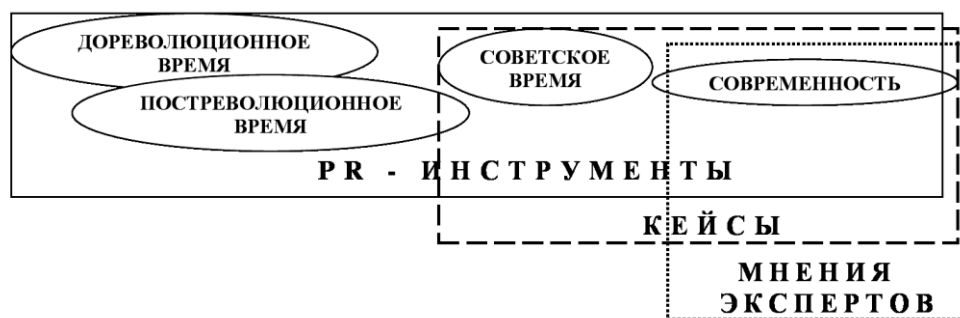 ДОРЕВОЛЮЦИОННОЕ
ВРЕМЯ
ПОСТРЕВОЛЮЦИОННОЕ
ВРЕМЯ
СОВЕТСКОЕ
ВРЕМЯ
СОВРЕМЕННОСТЬ
PR - ИНСТРУМЕНТЫ
КЕЙСЫ
МНЕНИЯ
ЭКСПЕРТОВ